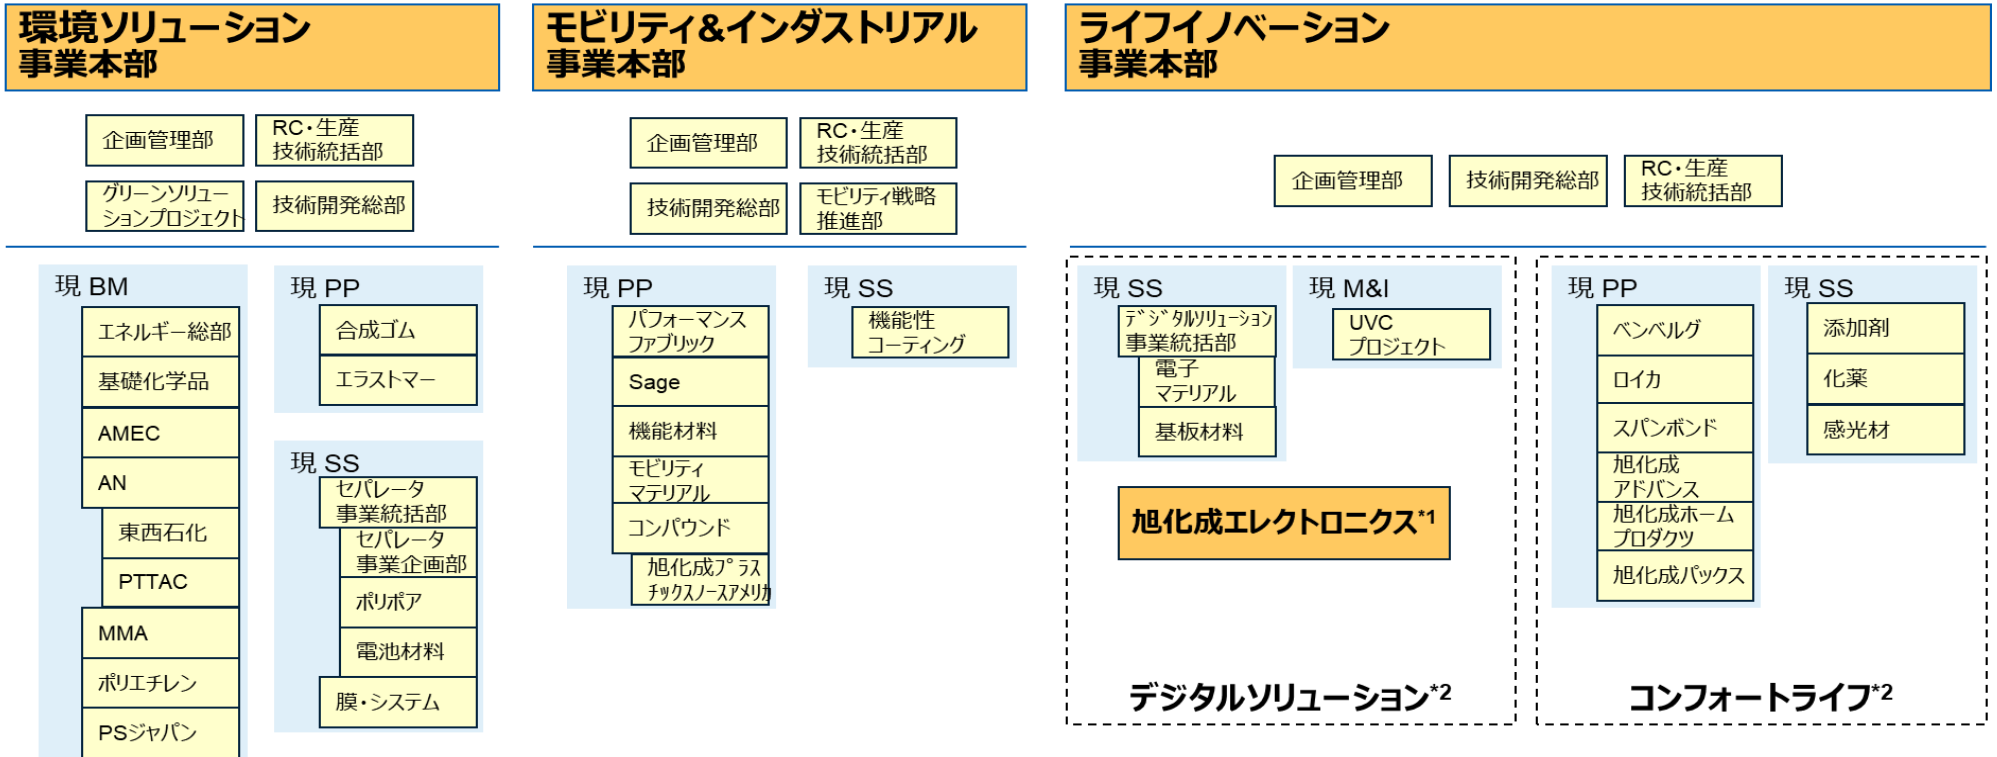 環境ソリューション
事業本部
企画管理部
RC・生産
技術統括部
グリーンソリュー
ションプロジェクト
技術開発総部
現 BM
エネルギー総部
基礎化学品
AMEC
AN
東西石化
PTTAC
MMA
ポリエチレン
PSジャパン
現 PP
合成ゴム
エラストマー
現 SS
セパレータ
事業統括部
セパレータ
事業企画部
ポリポア
電池材料
膜・システム
モビリティ&インダストリアル
事業本部
企画管理部
RC・生産
技術統括部
技術開発総部
モビリティ戦略
推進部
現 PP
パフォーマンス
ファブリック
Sage
機能材料
モビリティ
マテリアル
コンパウンド
旭化成プラス
チックスノースアメリカ
現 SS
機能性
コーティング
ライフイノベーション
事業本部
企画管理部
技術開発総部
RC・生産
技術統括部
現 SS
デジタルソリューション
事業統括部
電子
マテリアル
基板材料
現 M&I
UVC
プロジェクト
旭化成エレクトロニクス*1
デジタルソリューション*2
現 PP
ベンベルグ
ロイカ
スパンボンド
旭化成
アドバンス
旭化成ホーム
プロダクツ
旭化成パックス
現 SS
添加剤
化薬
感光材
コンフォートライフ*2